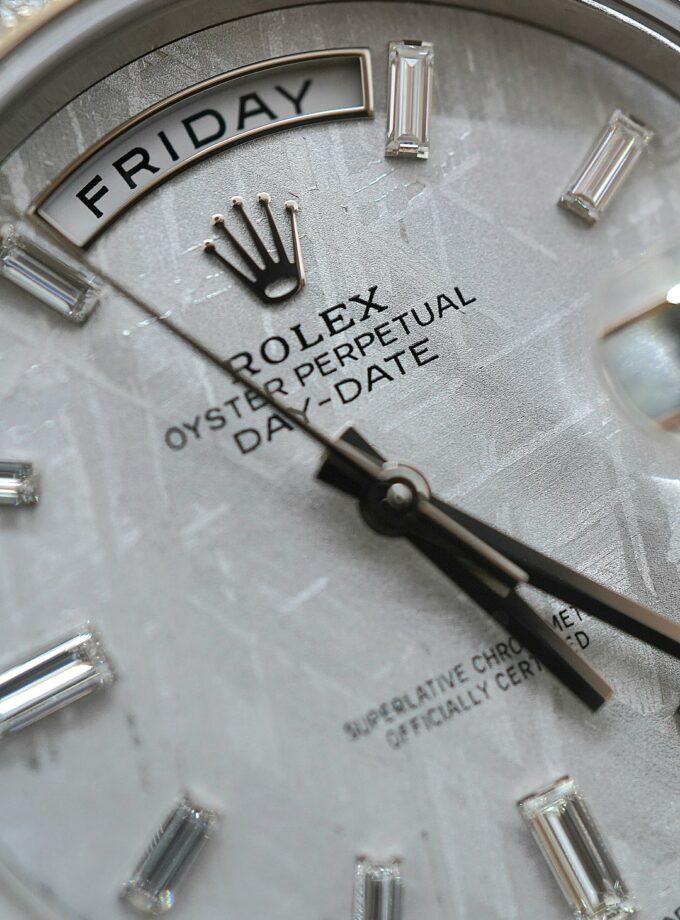 FRIDAY
ROLEX
OYSTER PERPETUAL
DAY-DATE
SUPERLATIVE
OFFICIALLY